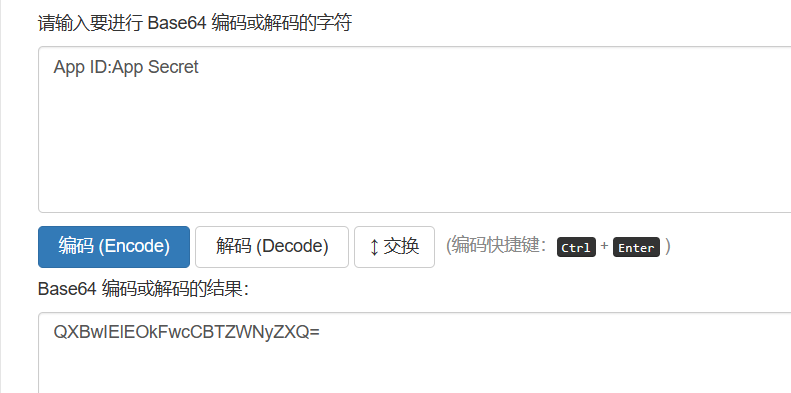 请输入要进行 Base64 编码或解码的字符
App ID:App Secret
编码 (Encode) 解码 (Decode) ↕ 交换 (编码快捷键: Ctrl + Enter )
Base64 编码或解码的结果:
QXBwIElEOkFwcCBTZWNyZXQ=